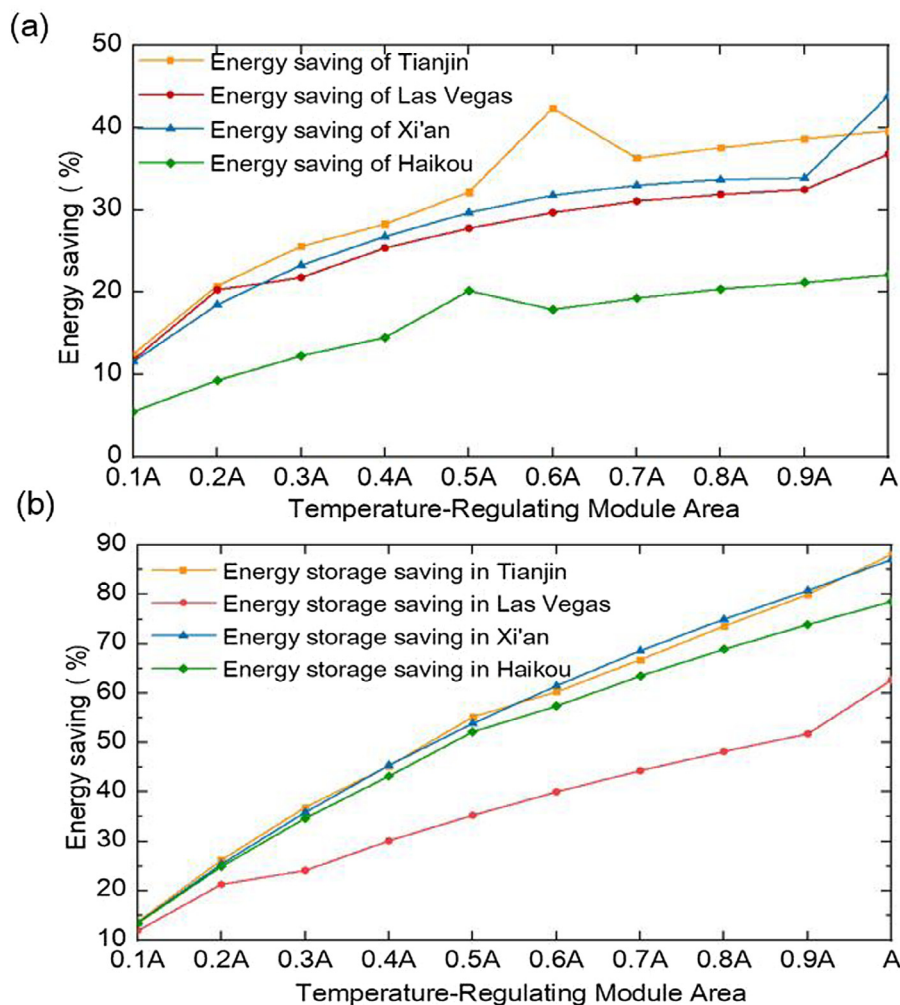 (a)
50
40
30
20
10
0
Energy saving ( %)
Energy saving of Tianjin
Energy saving of Las Vegas
Energy saving of Xi'an
Energy saving of Haikou
0.1A 0.2A 0.3A 0.4A 0.5A 0.6A 0.7A 0.8A 0.9A A
Temperature-Regulating Module Area
(b)
90
80
70
60
50
40
30
20
10
Energy saving ( %)
Energy storage saving in Tianjin
Energy storage saving in Las Vegas
Energy storage saving in Xi'an
Energy storage saving in Haikou
0.1A 0.2A 0.3A 0.4A 0.5A 0.6A 0.7A 0.8A 0.9A A
Temperature-Regulating Module Area